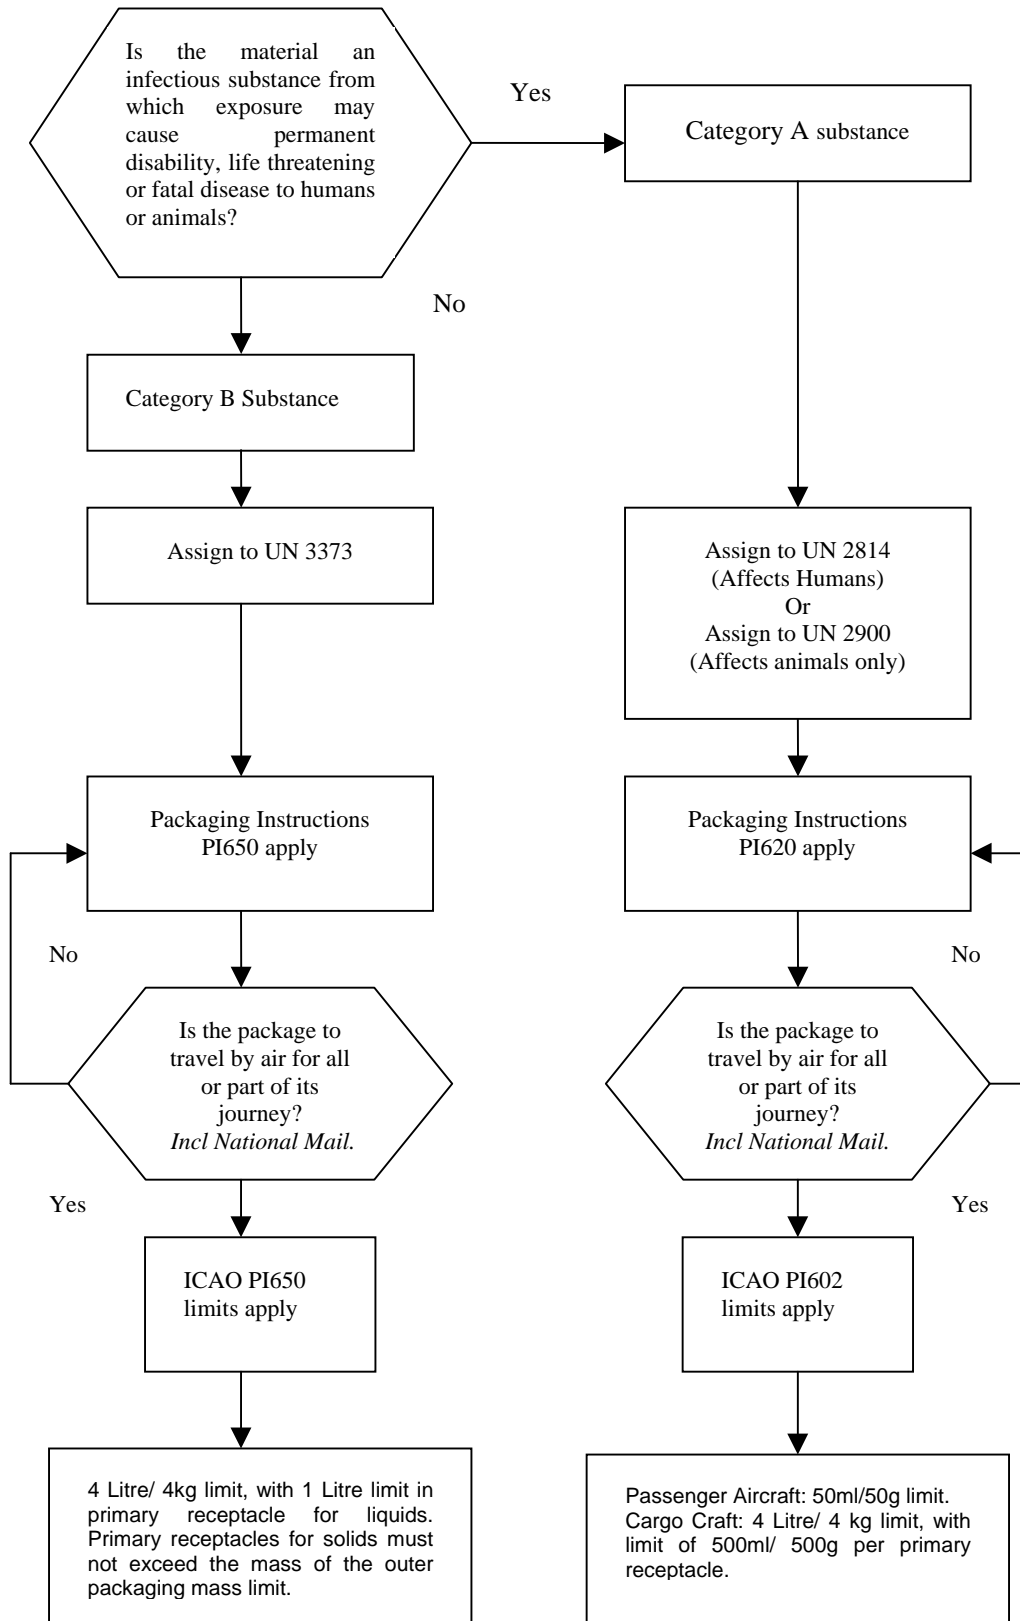 Is the material an
infectious substance from
which exposure may
cause permanent
disability, life threatening
or fatal disease to humans
or animals?
Yes
Category A substance
No
Category B Substance
Assign to UN 3373
Assign to UN 2814
(Affects Humans)
Or
Assign to UN 2900
(Affects animals only)
Packaging Instructions
PI650 apply
Packaging Instructions
PI620 apply
No
No
Is the package to
travel by air for all
or part of its
journey?
Incl National Mail.
Is the package to
travel by air for all
or part of its
journey?
Incl National Mail.
Yes
Yes
ICAO PI650
limits apply
ICAO PI602
limits apply
4 Litre/ 4kg limit, with 1 Litre limit in
primary receptacle for liquids.
Primary receptacles for solids must
not exceed the mass of the outer
packaging mass limit.
Passenger Aircraft: 50ml/50g limit.
Cargo Craft: 4 Litre/ 4 kg limit, with
limit of 500ml/ 500g per primary
receptacle.